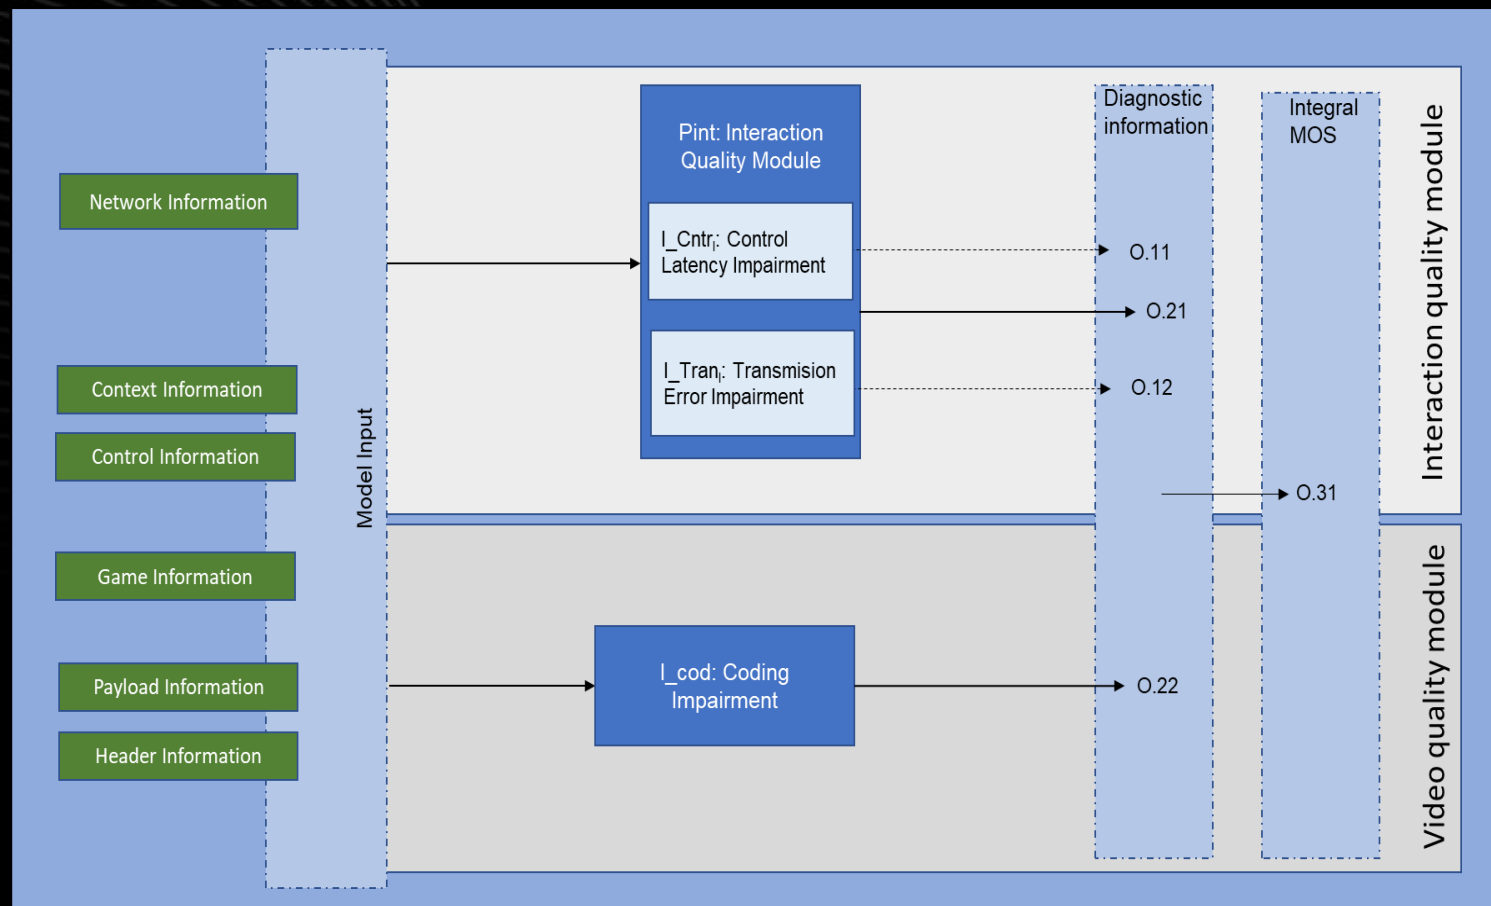 Network Information
Context Information
Control Information
Game Information
Payload Information
Header Information
Model Input
Pint: Interaction
Quality Module
I_Cntrᵢ: Control
Latency Impairment
I_Tranᵢ: Transmision
Error Impairment
I_cod: Coding
Impairment
Diagnostic
information
O.11
O.21
O.12
O.22
Integral
MOS
O.31
Interaction quality module
Video quality module